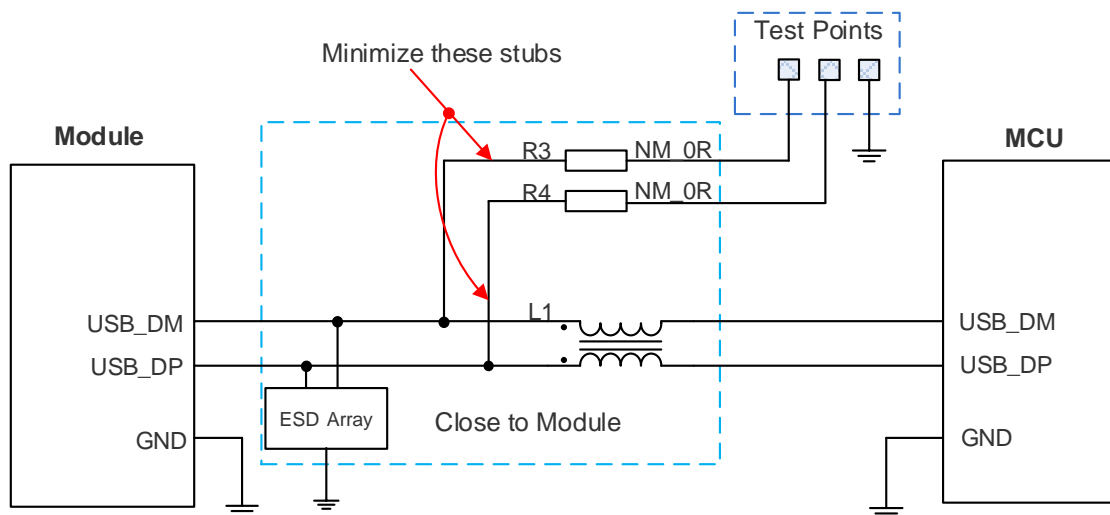 Test Points
Minimize these stubs
Module
MCU
R3
NM_0R
R4
NM_0R
L1
USB_DM
USB_DM
USB_DP
USB_DP
ESD Array
Close to Module
GND
GND